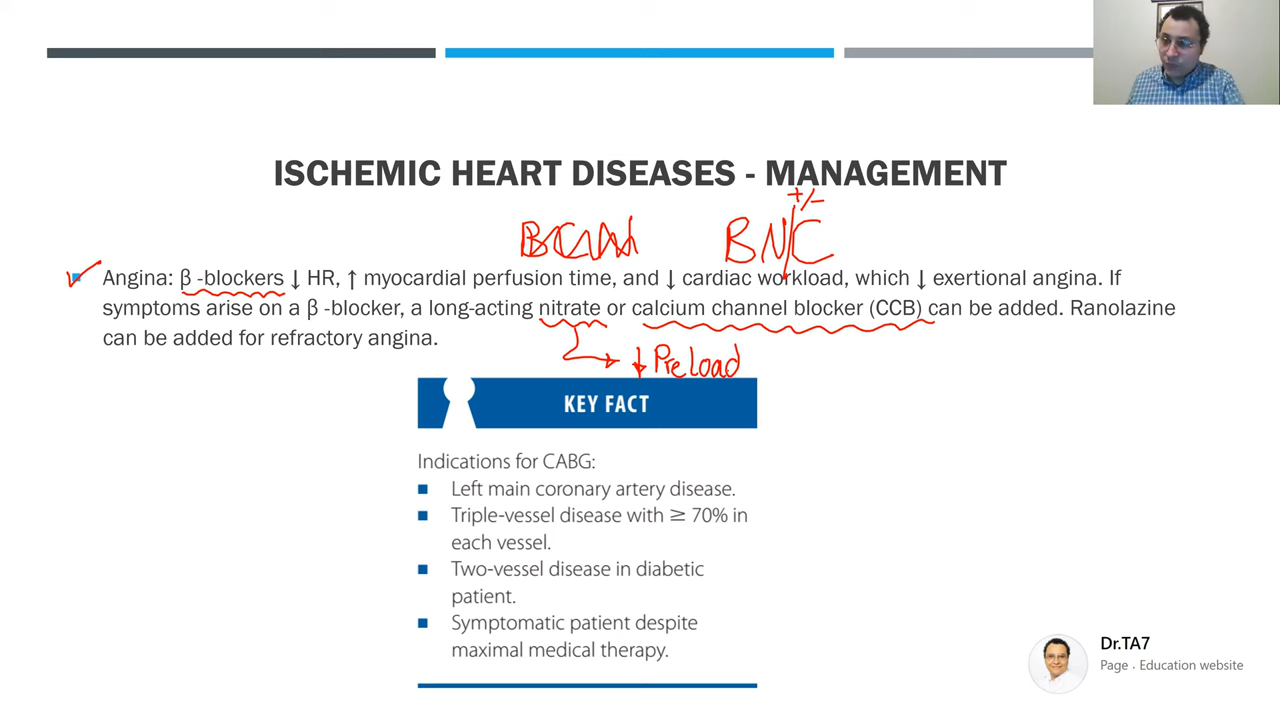 ISCHEMIC HEART DISEASES - MANAGEMENT
+/-
BNC
Angina: β -blockers ↓ HR, ↑ myocardial perfusion time, and ↓ cardiac workload, which ↓ exertional angina. If
symptoms arise on a β -blocker, a long-acting nitrate or calcium channel blocker (CCB) can be added. Ranolazine
can be added for refractory angina.
↓ Preload
KEY FACT
Indications for CABG:
Left main coronary artery disease.
Triple-vessel disease with ≥ 70% in
each vessel.
Two-vessel disease in diabetic
patient.
Symptomatic patient despite
maximal medical therapy.
Dr.TA7
Page · Education website